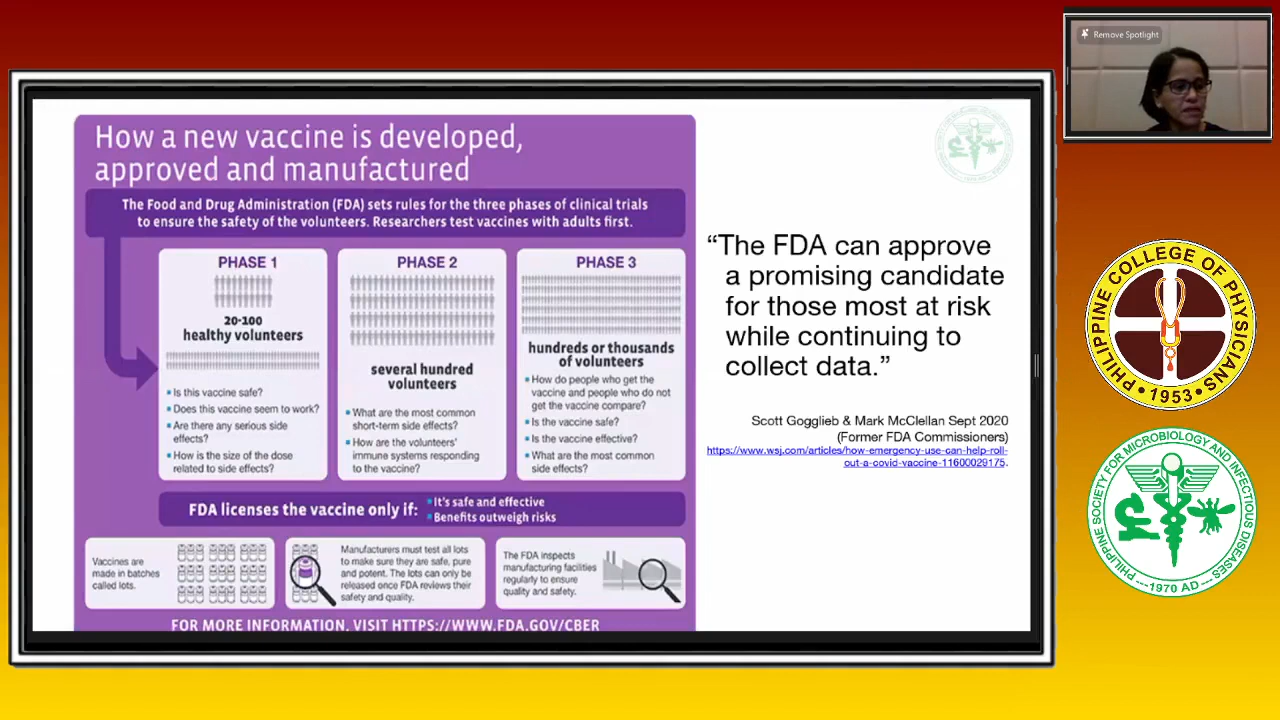 Remove Spotlight
How a new vaccine is developed,
approved and manufactured
The Food and Drug Administration (FDA) sets rules for the three phases of clinical trials
to ensure the safety of the volunteers. Researchers test vaccines with adults first.
PHASE 1
20-100
healthy volunteers
Is this vaccine safe?
Does this vaccine seem to work?
Are there any serious side
effects?
How is the size of the dose
related to side effects?
PHASE 2
several hundred
volunteers
What are the most common
short-term side effects?
How are the volunteers'
immune systems responding
to the vaccine?
PHASE 3
hundreds or thousands
of volunteers
How do people who get the
vaccine and people who do not
get the vaccine compare?
Is the vaccine safe?
Is the vaccine effective?
What are the most common
side effects?
FDA licenses the vaccine only if:
It's safe and effective
Benefits outweigh risks
Vaccines are
made in batches
called lots.
Manufacturers must test all lots
to make sure they are safe, pure
and potent. The lots can only be
released once FDA reviews their
safety and quality.
The FDA inspects
manufacturing facilities
regularly to ensure
quality and safety.
FOR MORE INFORMATION, VISIT HTTPS://WWW.FDA.GOV/CBER
“The FDA can approve
a promising candidate
for those most at risk
while continuing to
collect data.”
Scott Gogglieb & Mark McClellan Sept 2020
(Former FDA Commissioners)
https://www.wsj.com/articles/how-emergency-use-can-help-roll-
out-a-covid-vaccine-11600029175.
PHILIPPINE COLLEGE OF PHYSICIANS
• 1953 •
PHILIPPINE SOCIETY FOR MICROBIOLOGY AND INFECTIOUS DISEASES
1970 AD